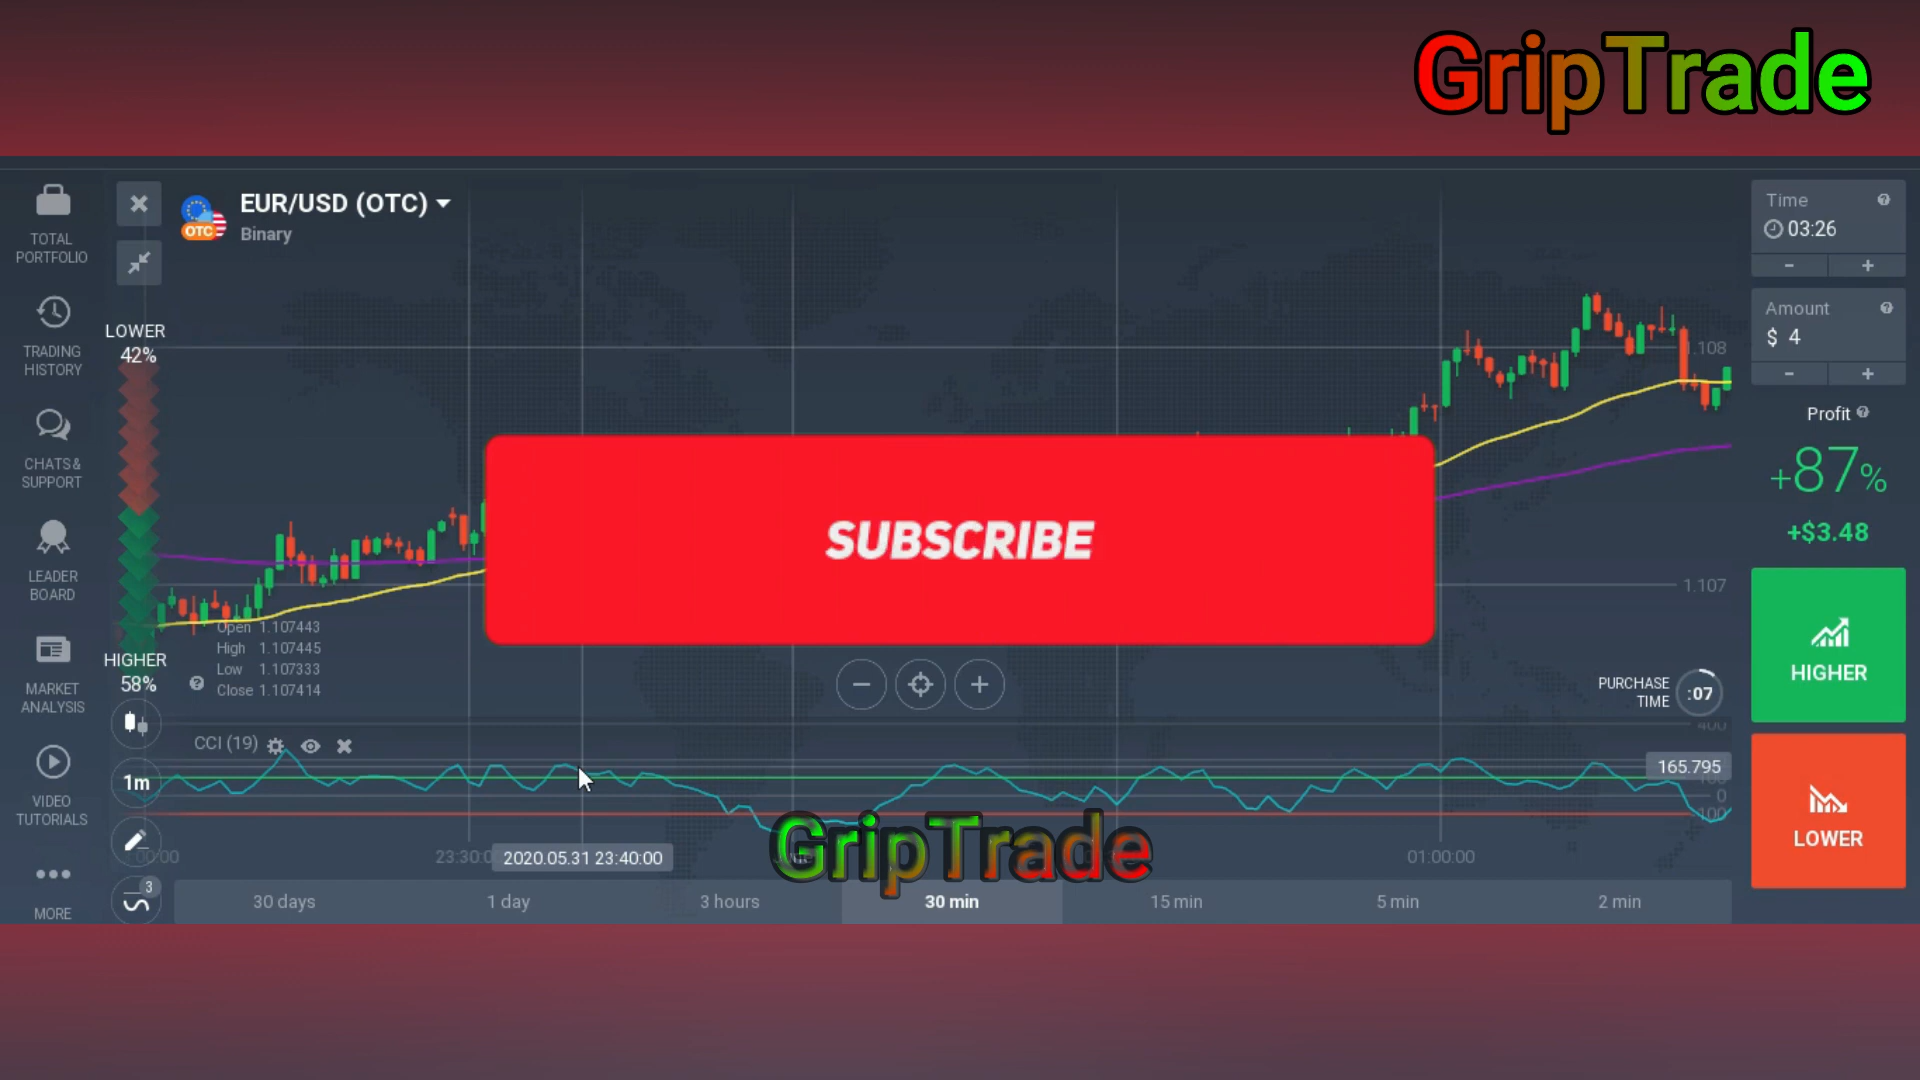 GripTrade
EUR/USD (OTC)
OTC
Binary
TOTAL
PORTFOLIO
TRADING
HISTORY
CHATS &
SUPPORT
LEADER
BOARD
MARKET
ANALYSIS
VIDEO
TUTORIALS
MORE
LOWER
42%
HIGHER
58%
1m
3
Open 1.107443
High 1.107445
Low 1.107333
Close 1.107414
SUBSCRIBE
1.108
1.107
PURCHASE
TIME
:07
CCI (19)
400
165.795
0
100
23:30:0
2020.05.31 23:40:00
01:00:00
GripTrade
30 days
1 day
3 hours
30 min
15 min
5 min
2 min
Time
03:26
- +
Amount
$ 4
- +
Profit
+87%
+$3.48
HIGHER
LOWER